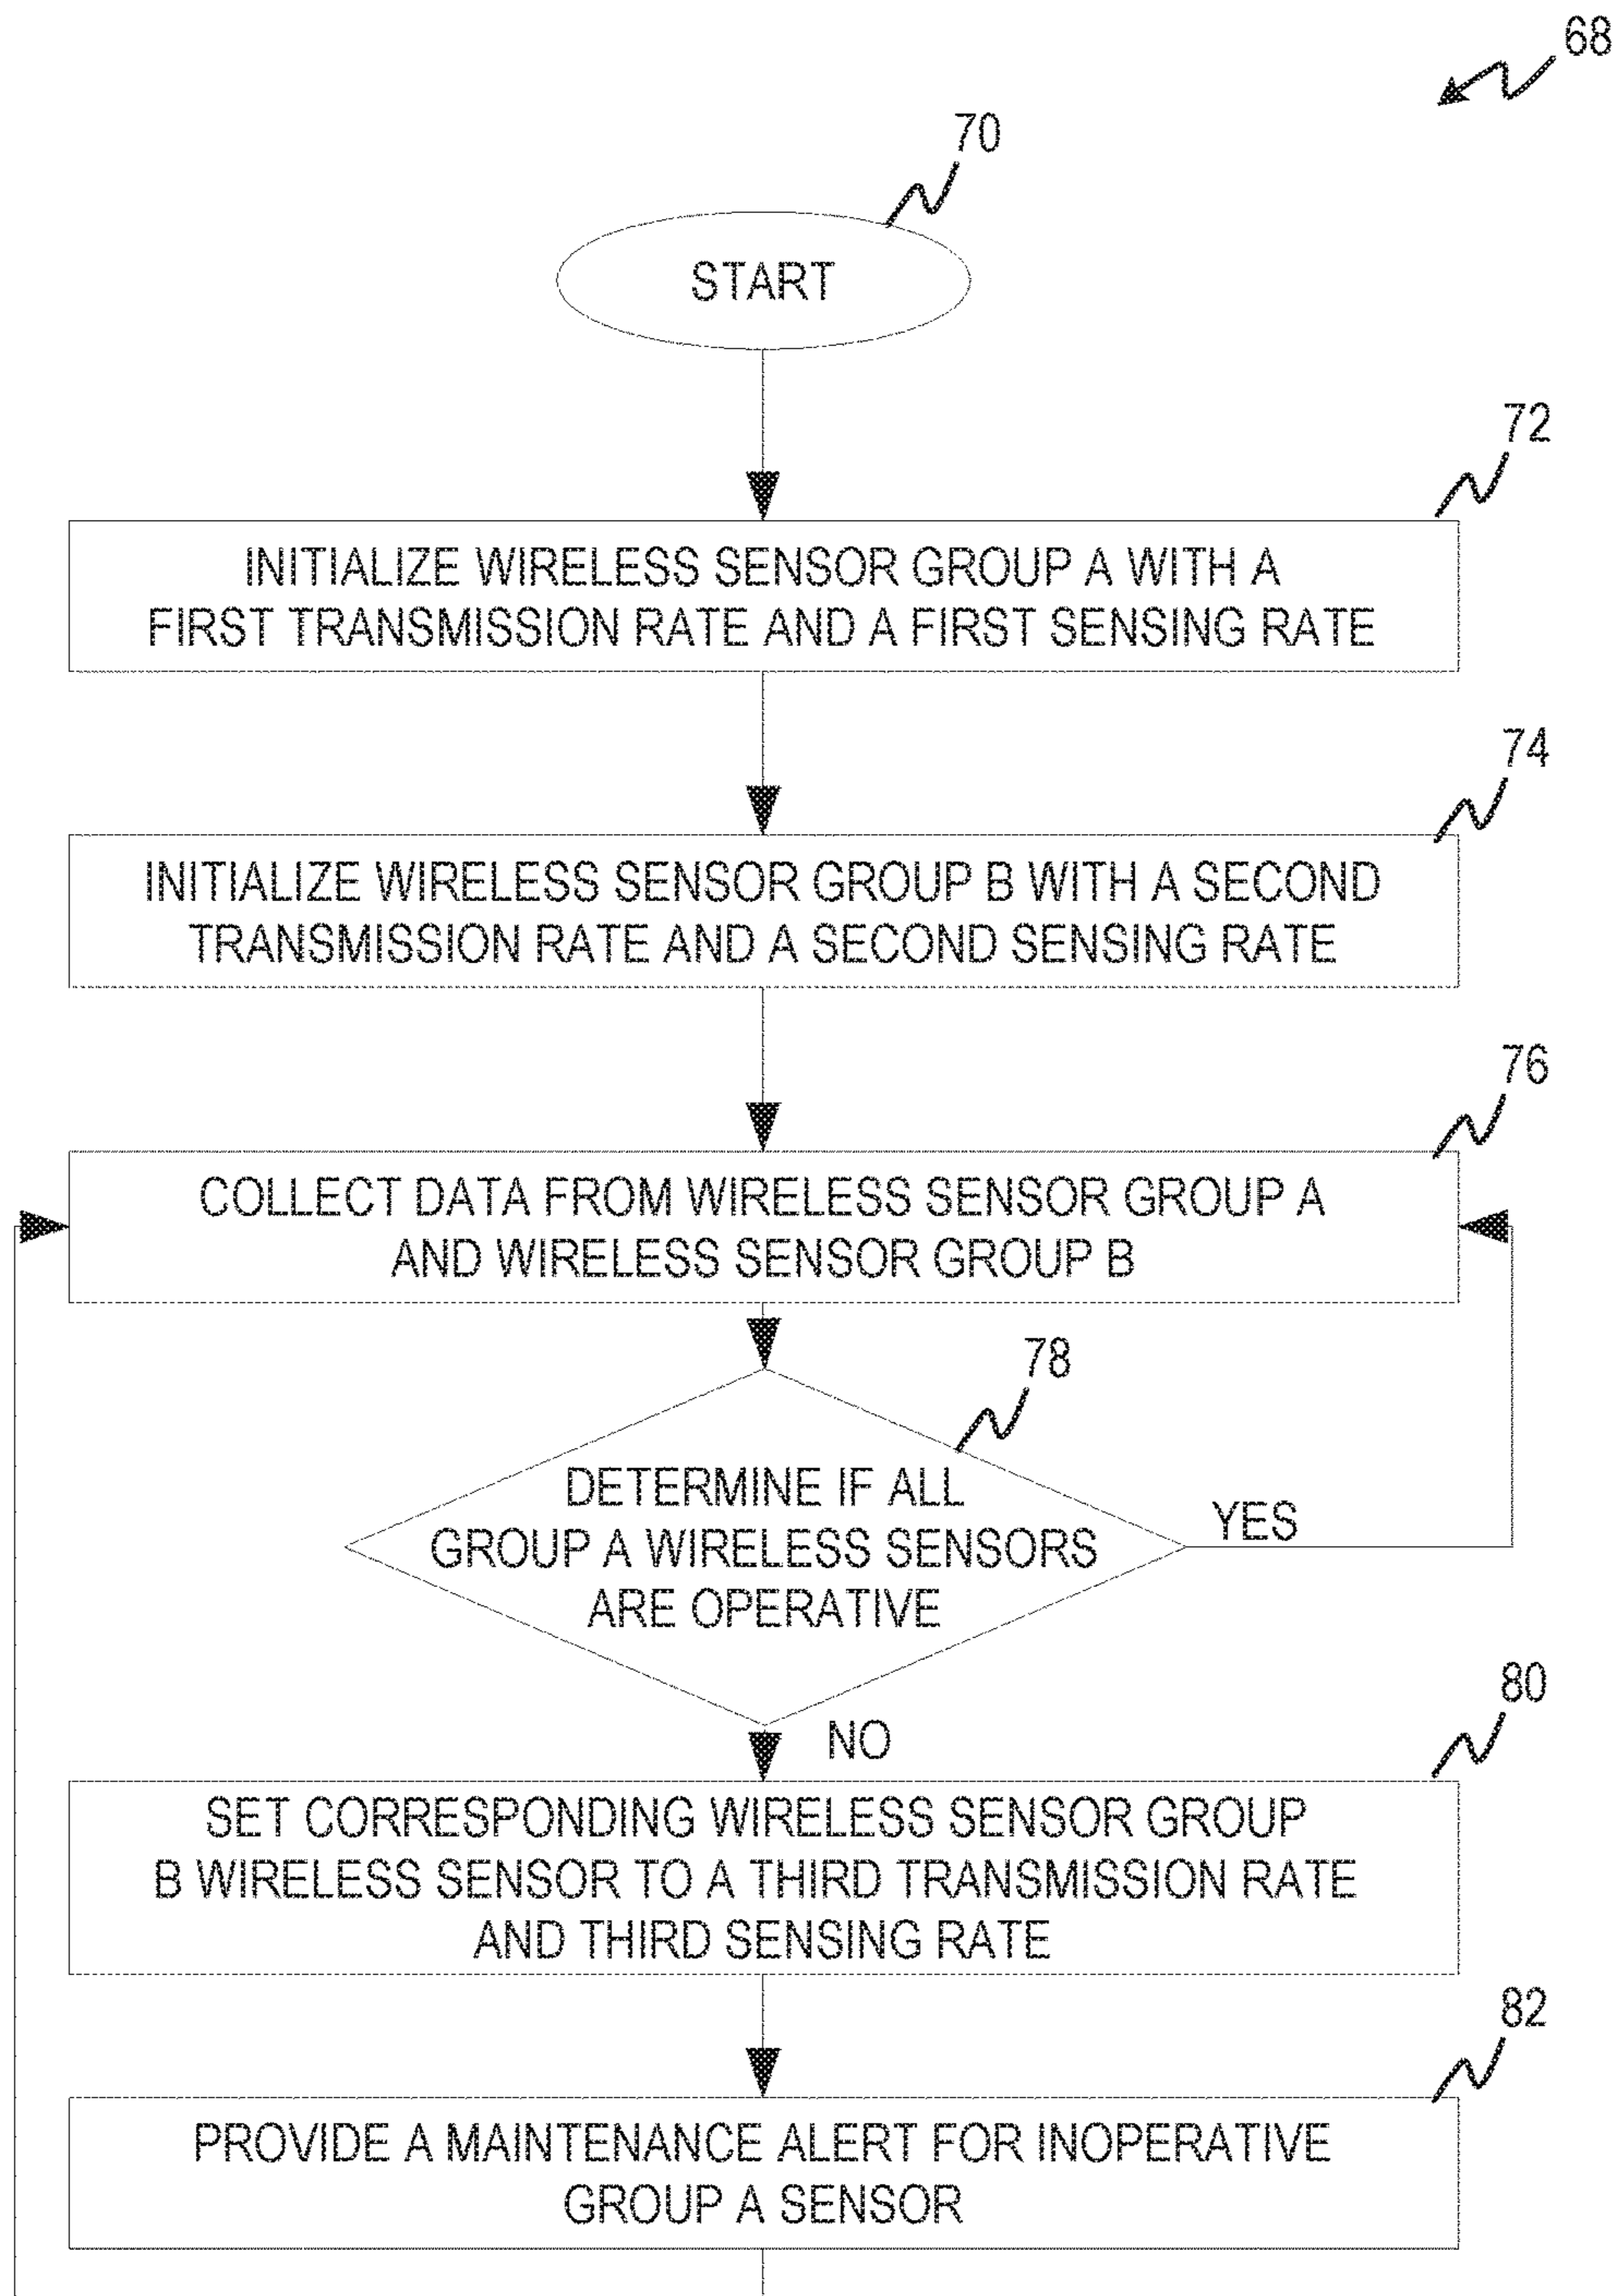 68
70
START
72
INITIALIZE WIRELESS SENSOR GROUP A WITH A
FIRST TRANSMISSION RATE AND A FIRST SENSING RATE
74
INITIALIZE WIRELESS SENSOR GROUP B WITH A SECOND
TRANSMISSION RATE AND A SECOND SENSING RATE
76
COLLECT DATA FROM WIRELESS SENSOR GROUP A
AND WIRELESS SENSOR GROUP B
78
DETERMINE IF ALL
GROUP A WIRELESS SENSORS
ARE OPERATIVE
YES
NO
80
SET CORRESPONDING WIRELESS SENSOR GROUP
B WIRELESS SENSOR TO A THIRD TRANSMISSION RATE
AND THIRD SENSING RATE
82
PROVIDE A MAINTENANCE ALERT FOR INOPERATIVE
GROUP A SENSOR